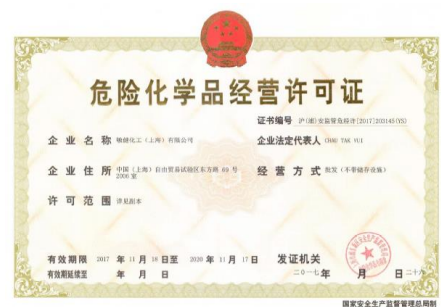 危险化学品经营许可证
证书编号 沪(浦)安监管危经许[2017]203145(YS)
企业名称 敏健化工(上海)有限公司 企业法定代表人 CHAU TAK YUI
企业住所 中国(上海)自由贸易试验区东方路 69 号 2006 室 经营方式 批发(不带储存设施)
许可范围 详见副本
有效期限 2017 年 11 月 18 日至 2020 年 11 月 17 日 发证机关
有效期延续至 年 月 日 二〇一七年 月 日
国家安全生产监督管理总局制